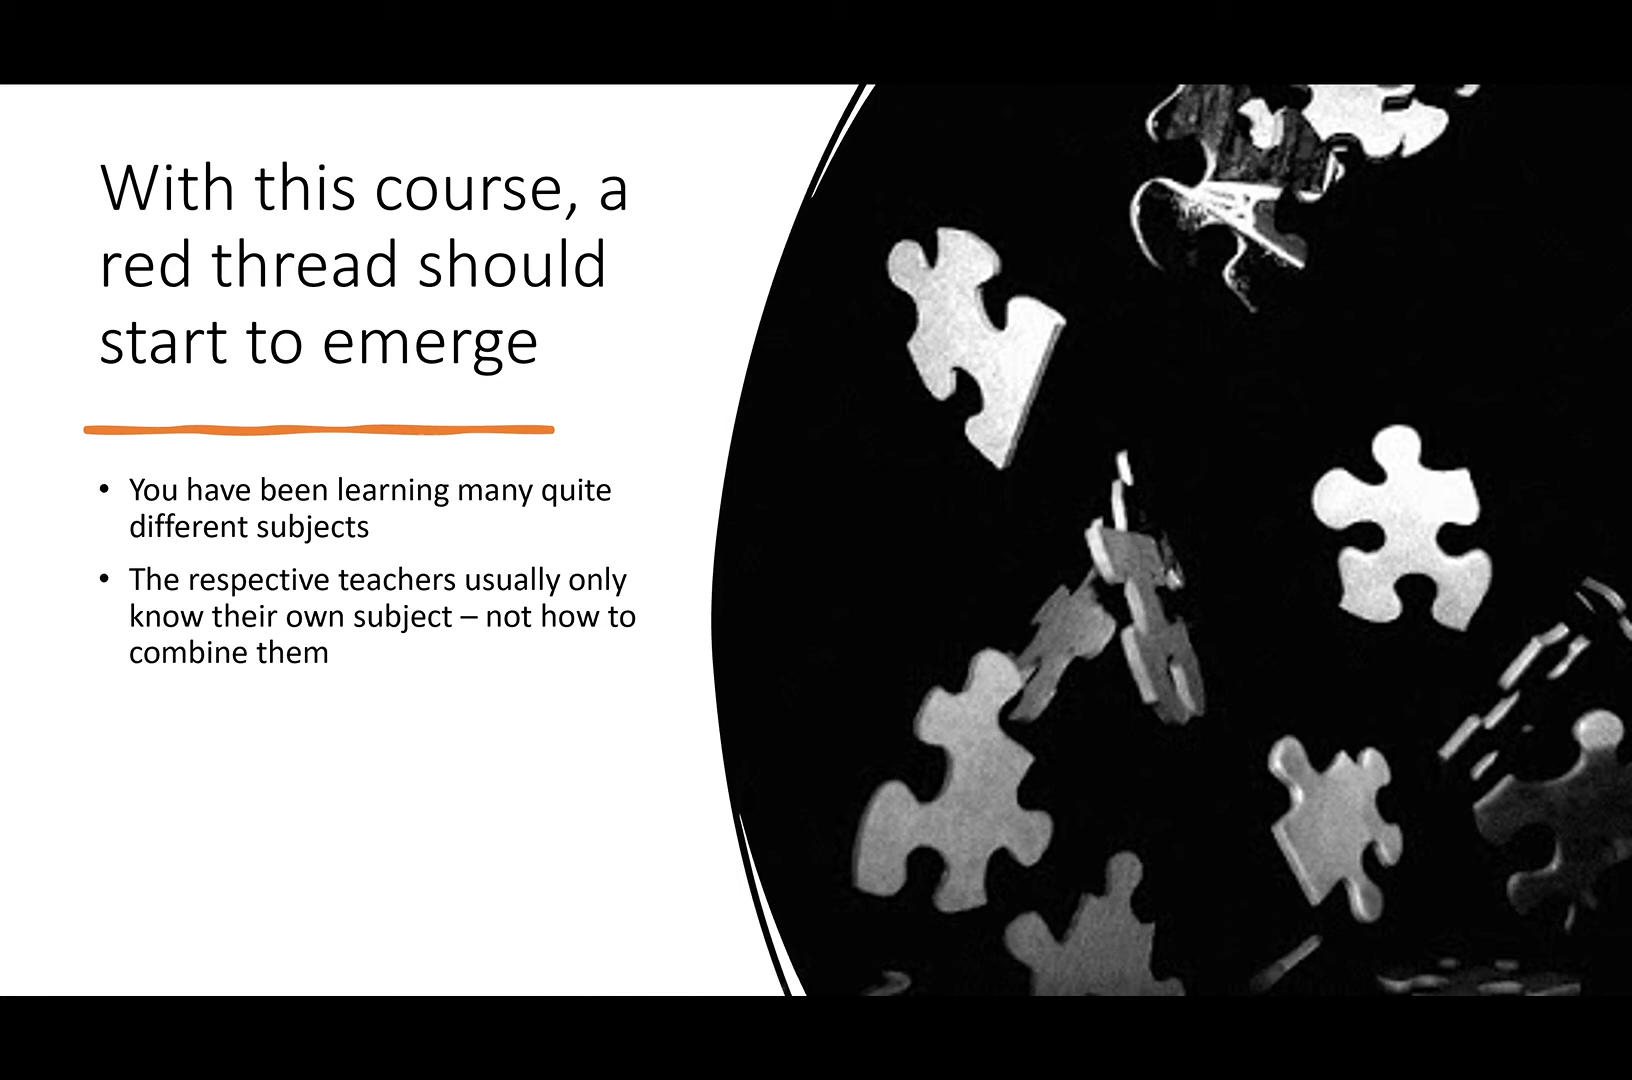 With this course, a
red thread should
start to emerge
• You have been learning many quite
different subjects
• The respective teachers usually only
know their own subject – not how to
combine them